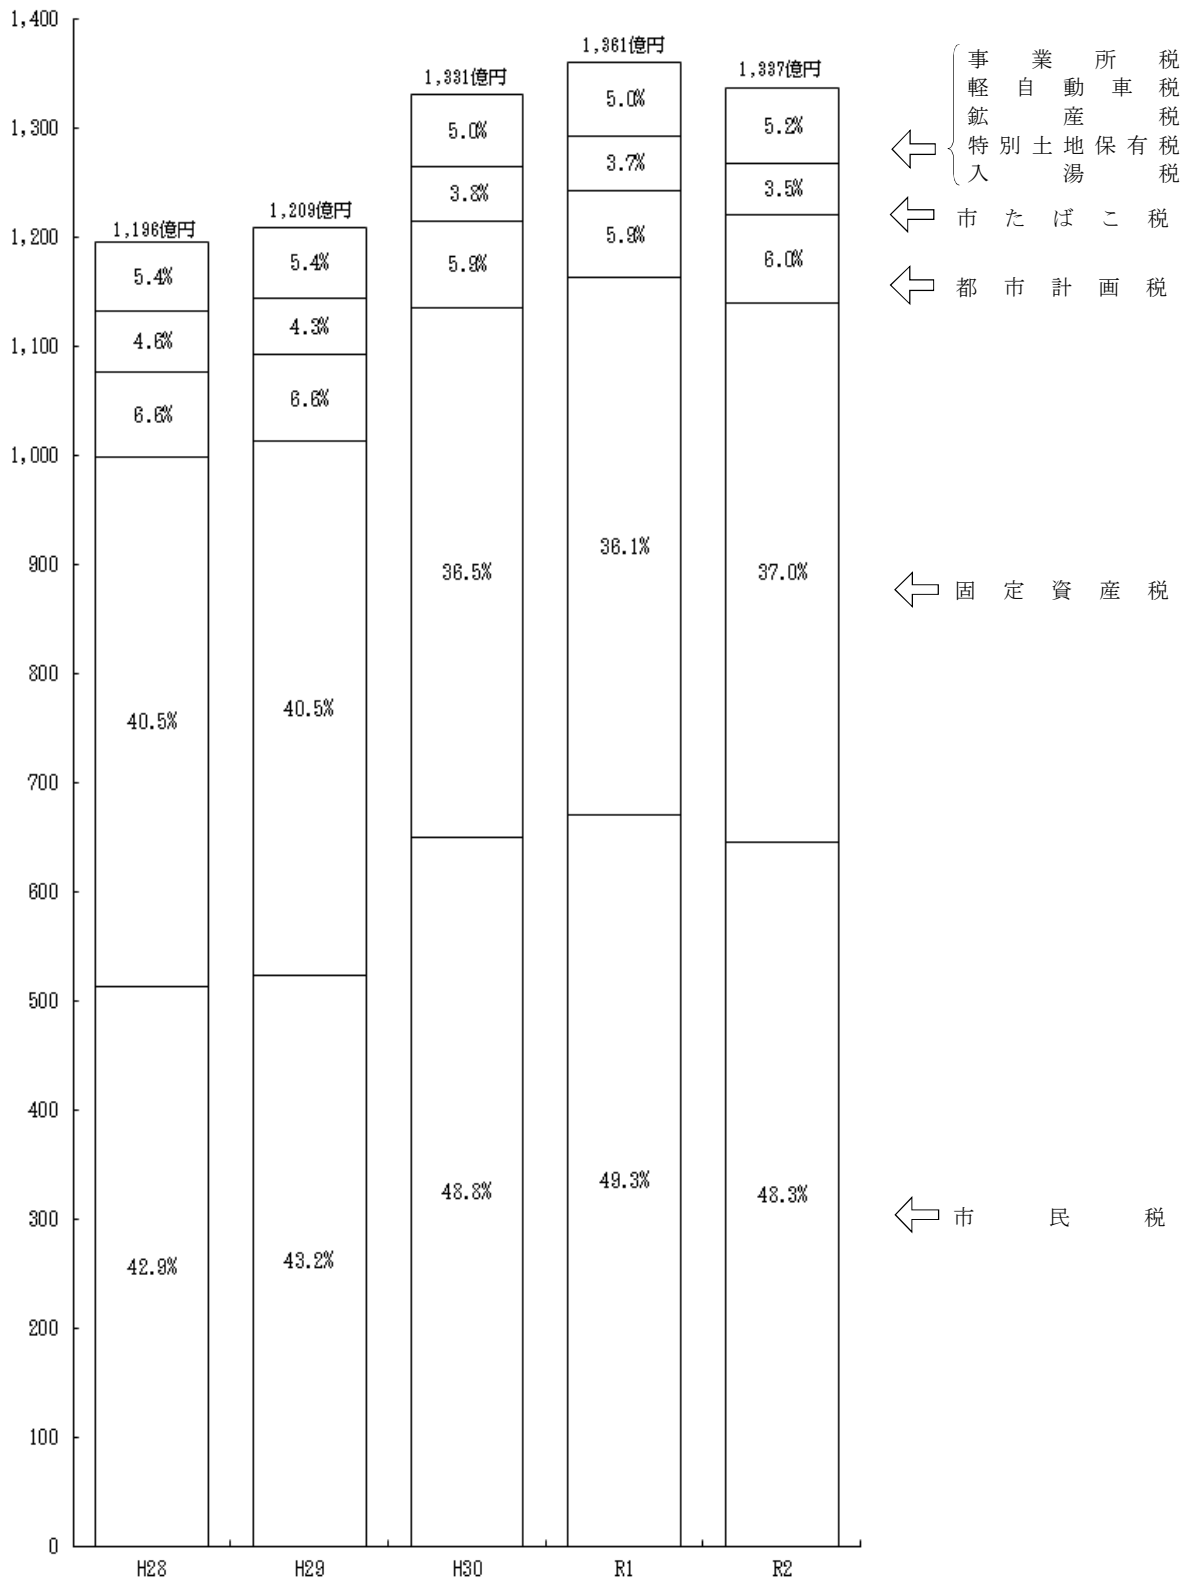 1,400
1,300
1,200
1,100
1,000
900
800
700
600
500
400
300
200
100
0
1,196億円
5.4%
4.6%
6.6%
40.5%
42.9%
H28
1,209億円
5.4%
4.3%
6.6%
40.5%
43.2%
H29
1,331億円
5.0%
3.8%
5.9%
36.5%
48.8%
H30
1,361億円
5.0%
3.7%
5.9%
36.1%
49.3%
R1
1,337億円
5.2%
3.5%
6.0%
37.0%
48.3%
R2
事業所税
軽自動車税
鉱産税
特別土地保有税
入湯税
市たばこ税
都市計画税
固定資産税
市民税